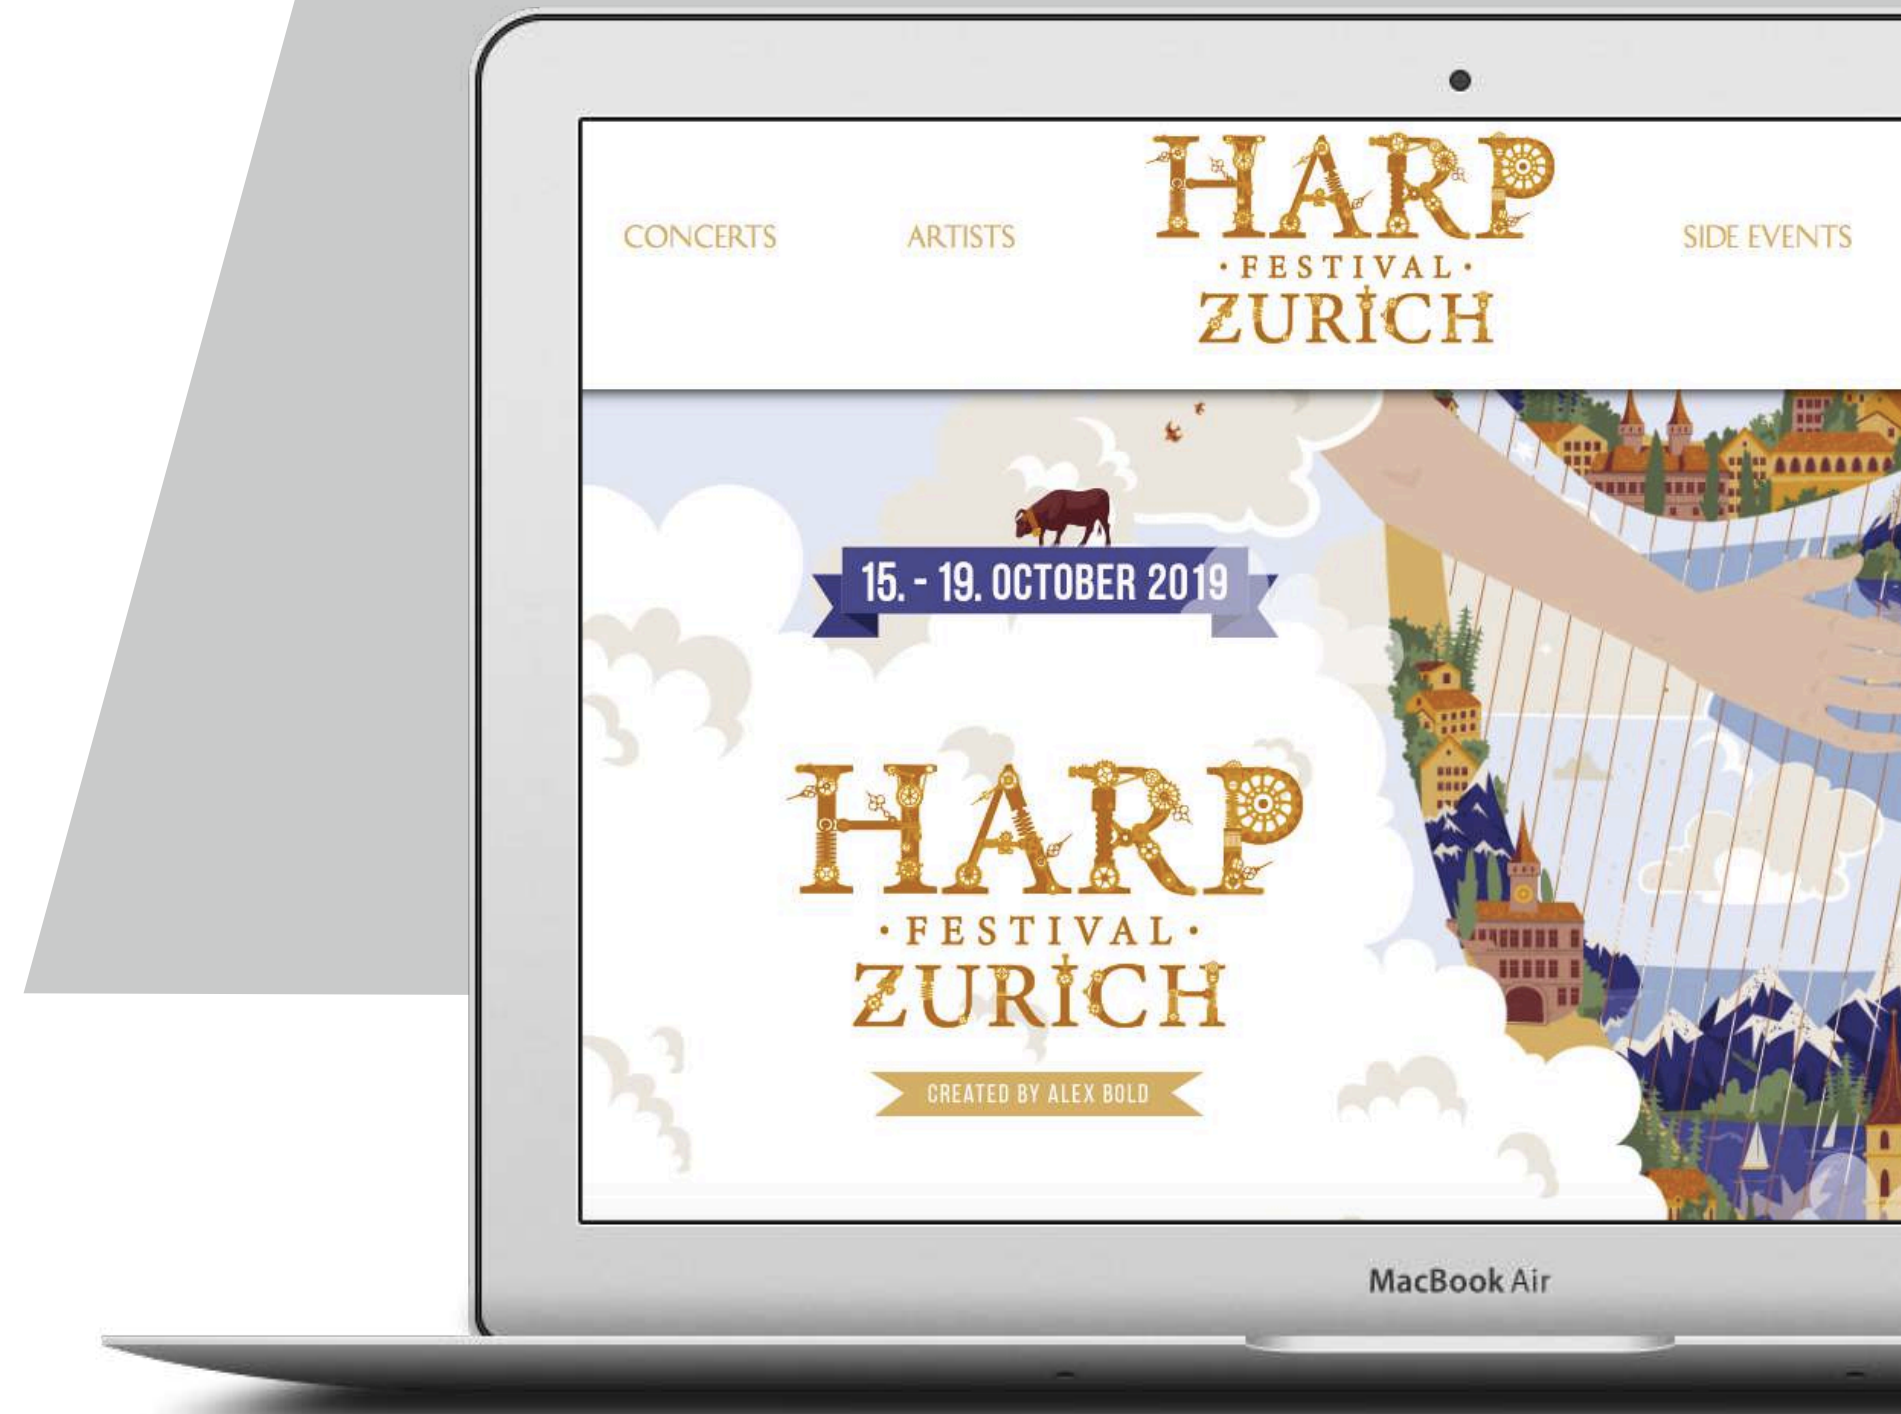 CONCERTS
ARTISTS
HARP
· FESTIVAL ·
ZURICH
SIDE EVENTS
15. - 19. OCTOBER 2019
HARP
· FESTIVAL ·
ZURICH
CREATED BY ALEX BOLD
MacBook Air